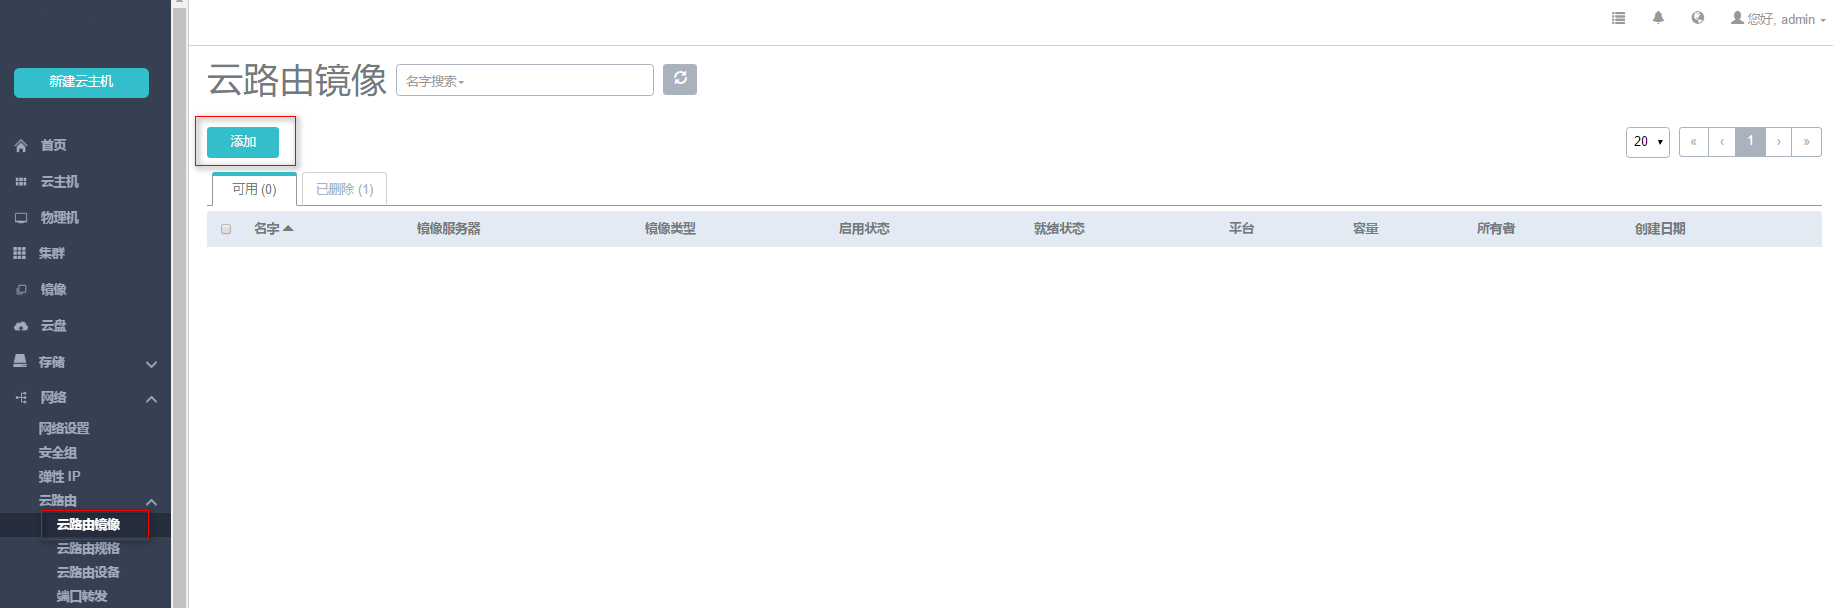 您好, admin
新建云主机
首页
云主机
物理机
集群
镜像
云盘
存储
网络
网络设置
安全组
弹性 IP
云路由
云路由镜像
云路由规格
云路由设备
端口转发
云路由镜像
名字搜索
添加
20
« ‹ 1 › »
可用 (0) 已删除 (1)
名字 镜像服务器 镜像类型 启用状态 就绪状态 平台 容量 所有者 创建日期